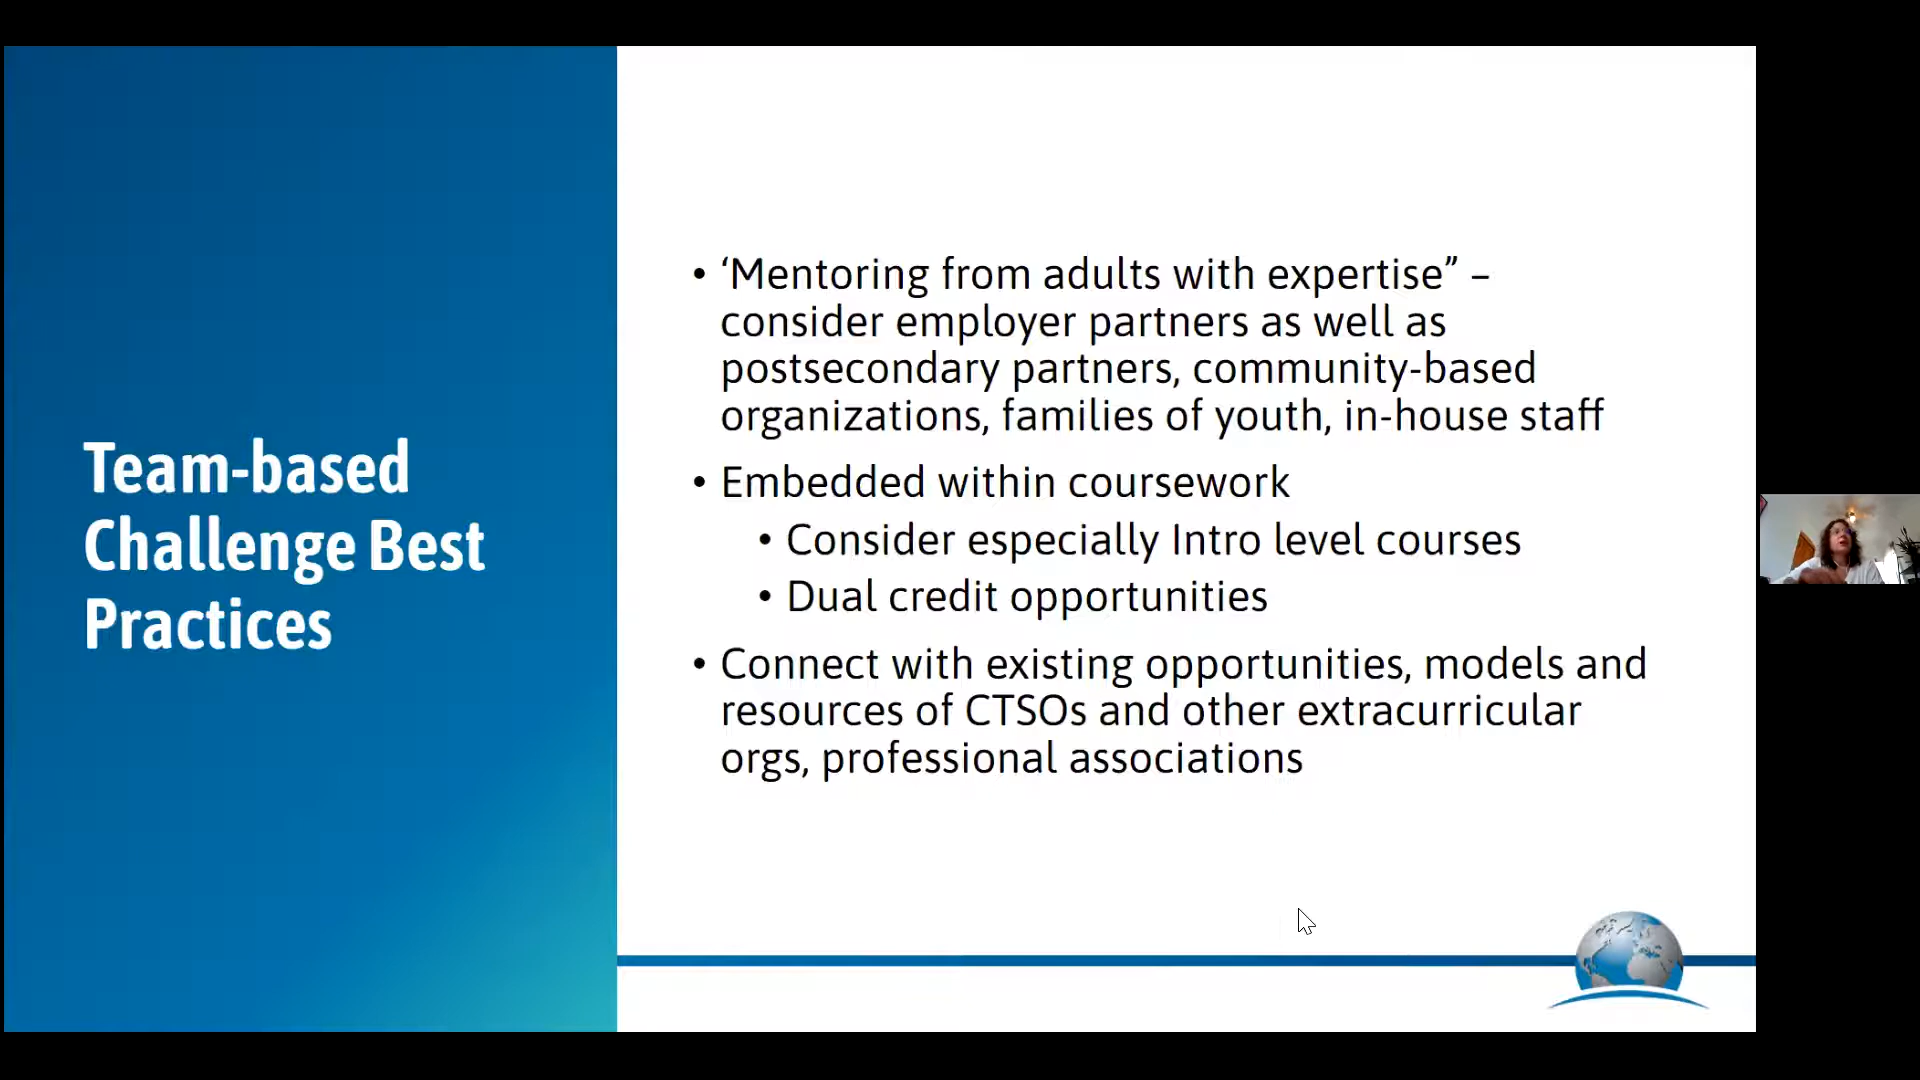 Team-based
Challenge Best
Practices
• ‘Mentoring from adults with expertise” –
consider employer partners as well as
postsecondary partners, community-based
organizations, families of youth, in-house staff
• Embedded within coursework
• Consider especially Intro level courses
• Dual credit opportunities
• Connect with existing opportunities, models and
resources of CTSOs and other extracurricular
orgs, professional associations